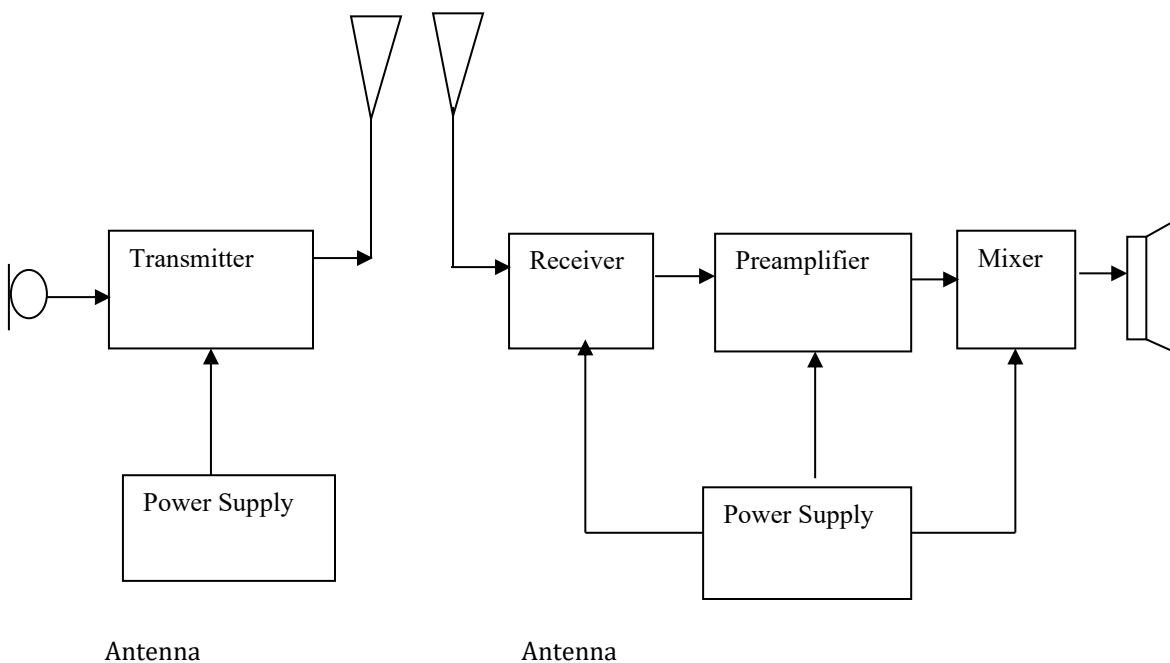 Transmitter
Receiver
Preamplifier
Mixer
Power Supply
Power Supply
Antenna
Antenna